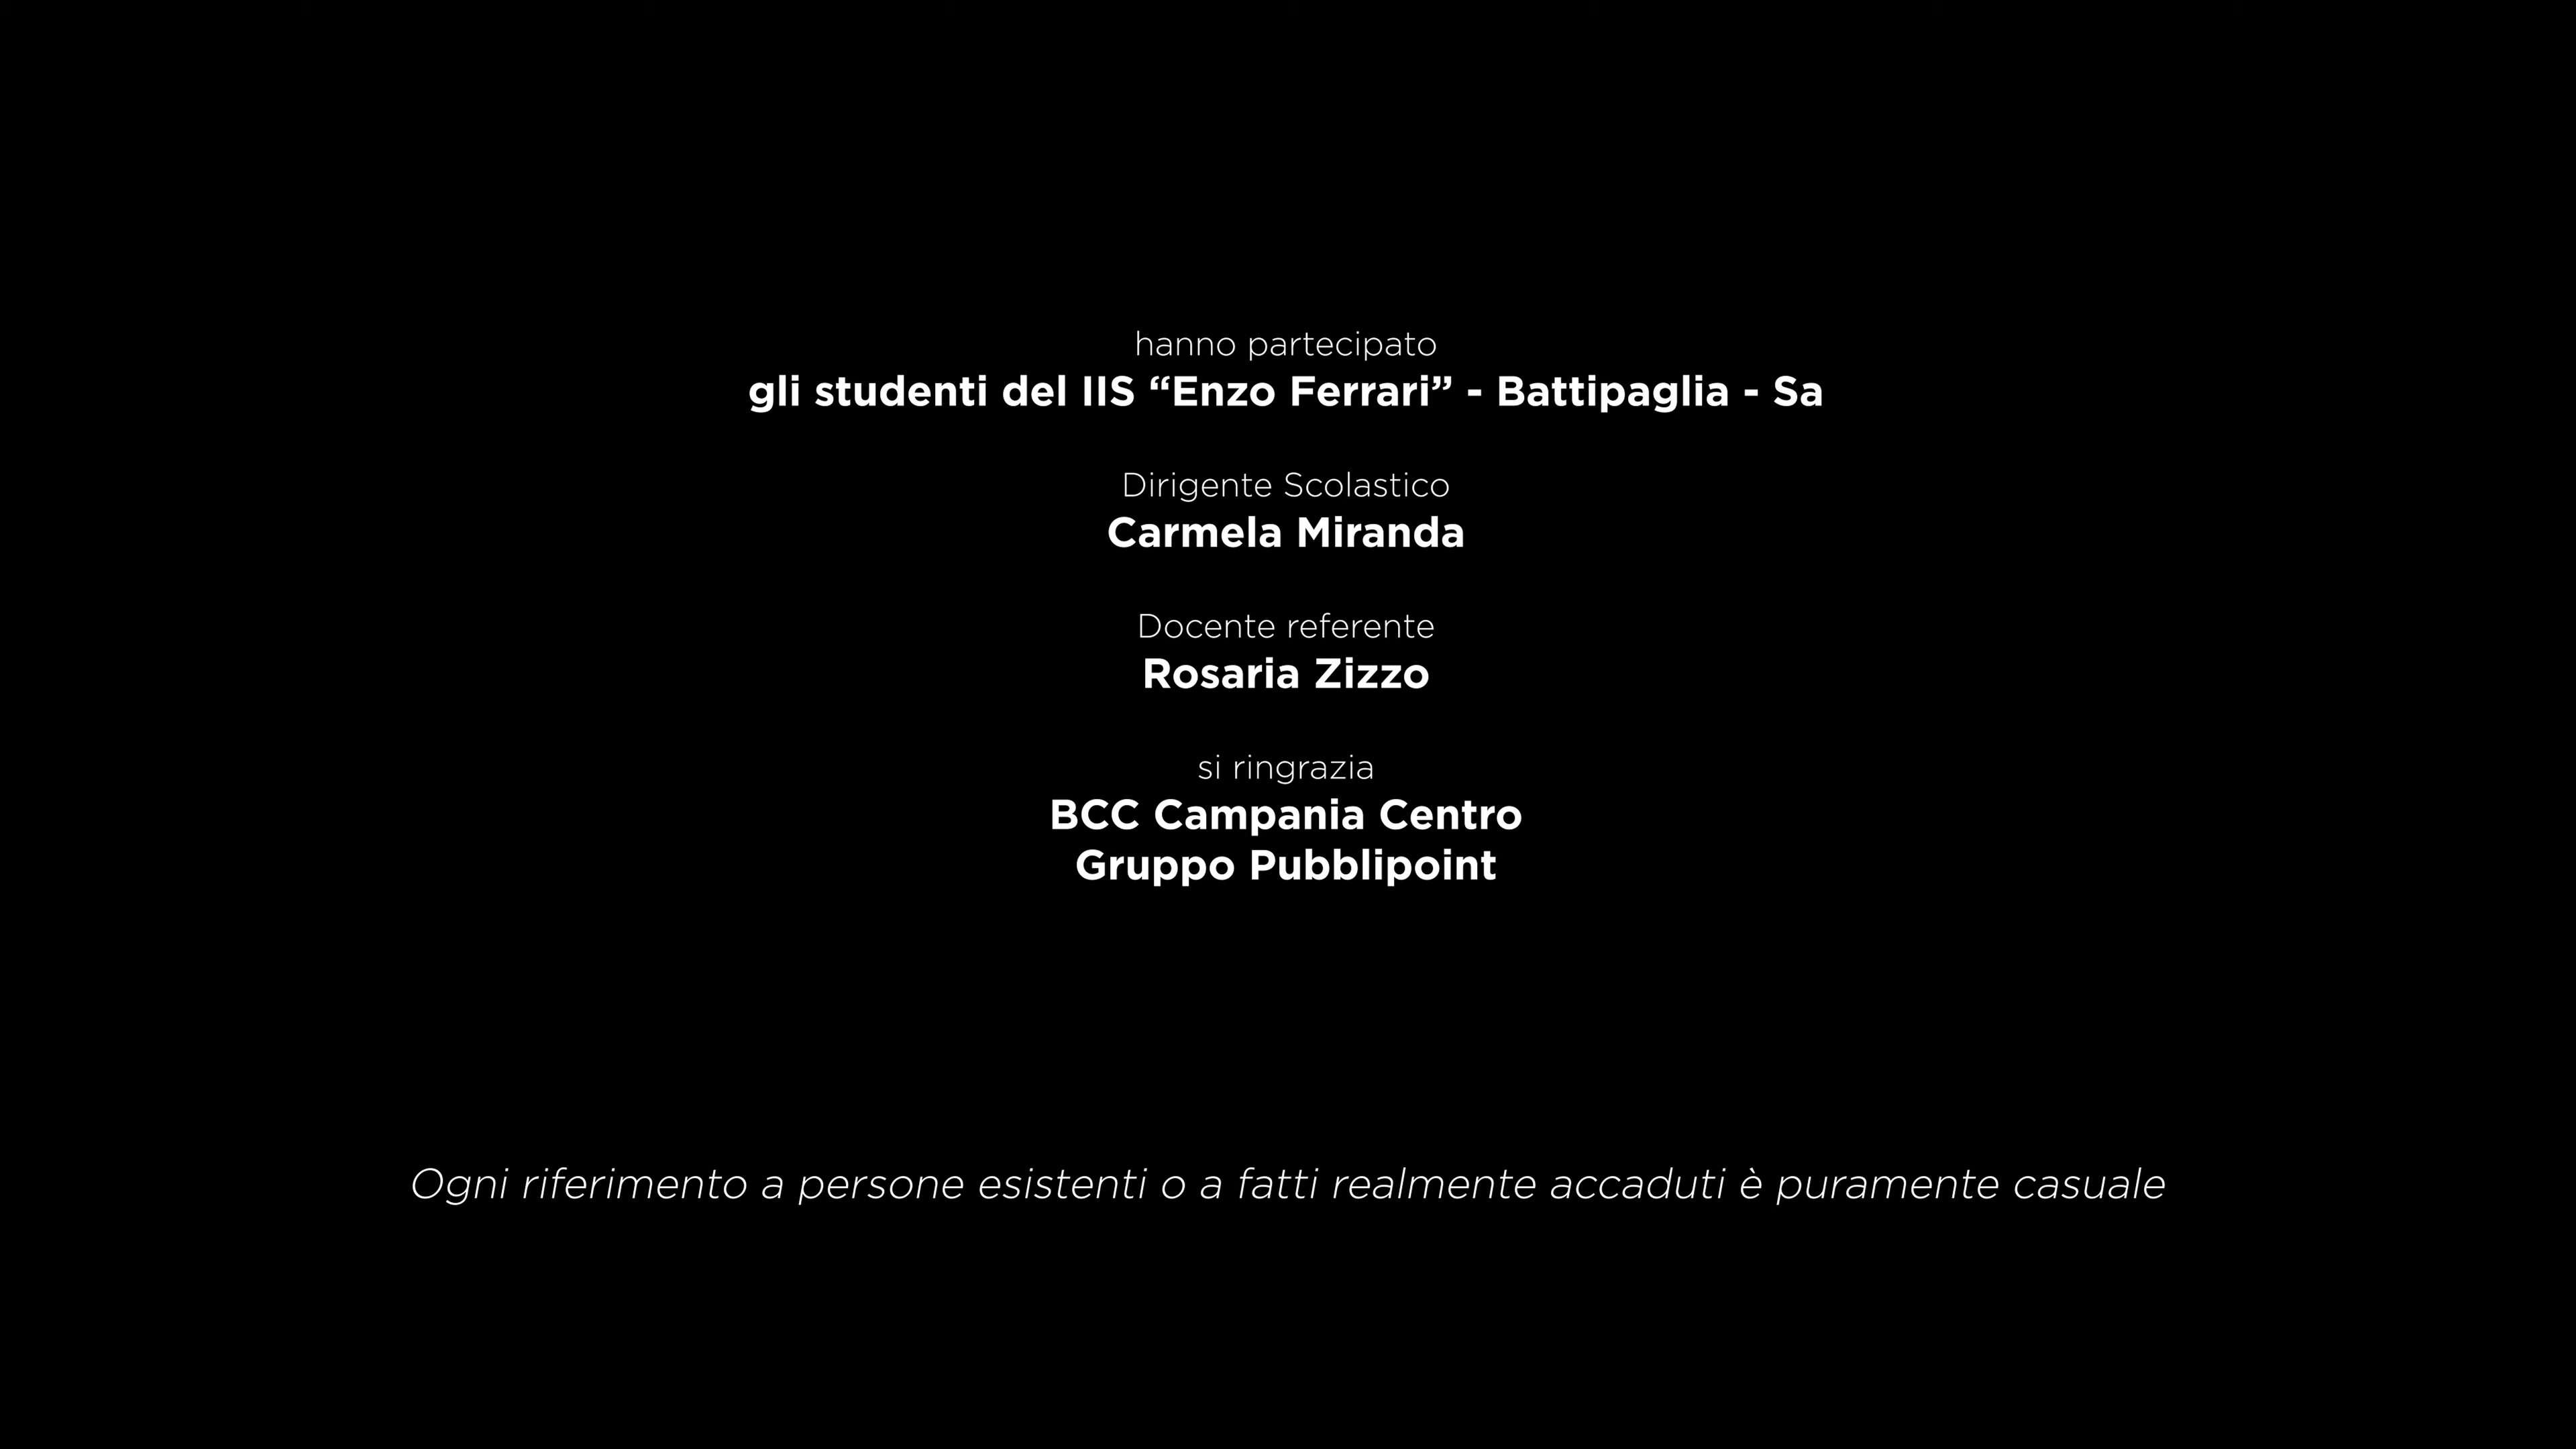 hanno partecipato
gli studenti del IIS “Enzo Ferrari” - Battipaglia - Sa
Dirigente Scolastico
Carmela Miranda
Docente referente
Rosaria Zizzo
si ringrazia
BCC Campania Centro
Gruppo Pubblipoint
Ogni riferimento a persone esistenti o a fatti realmente accaduti è puramente casuale